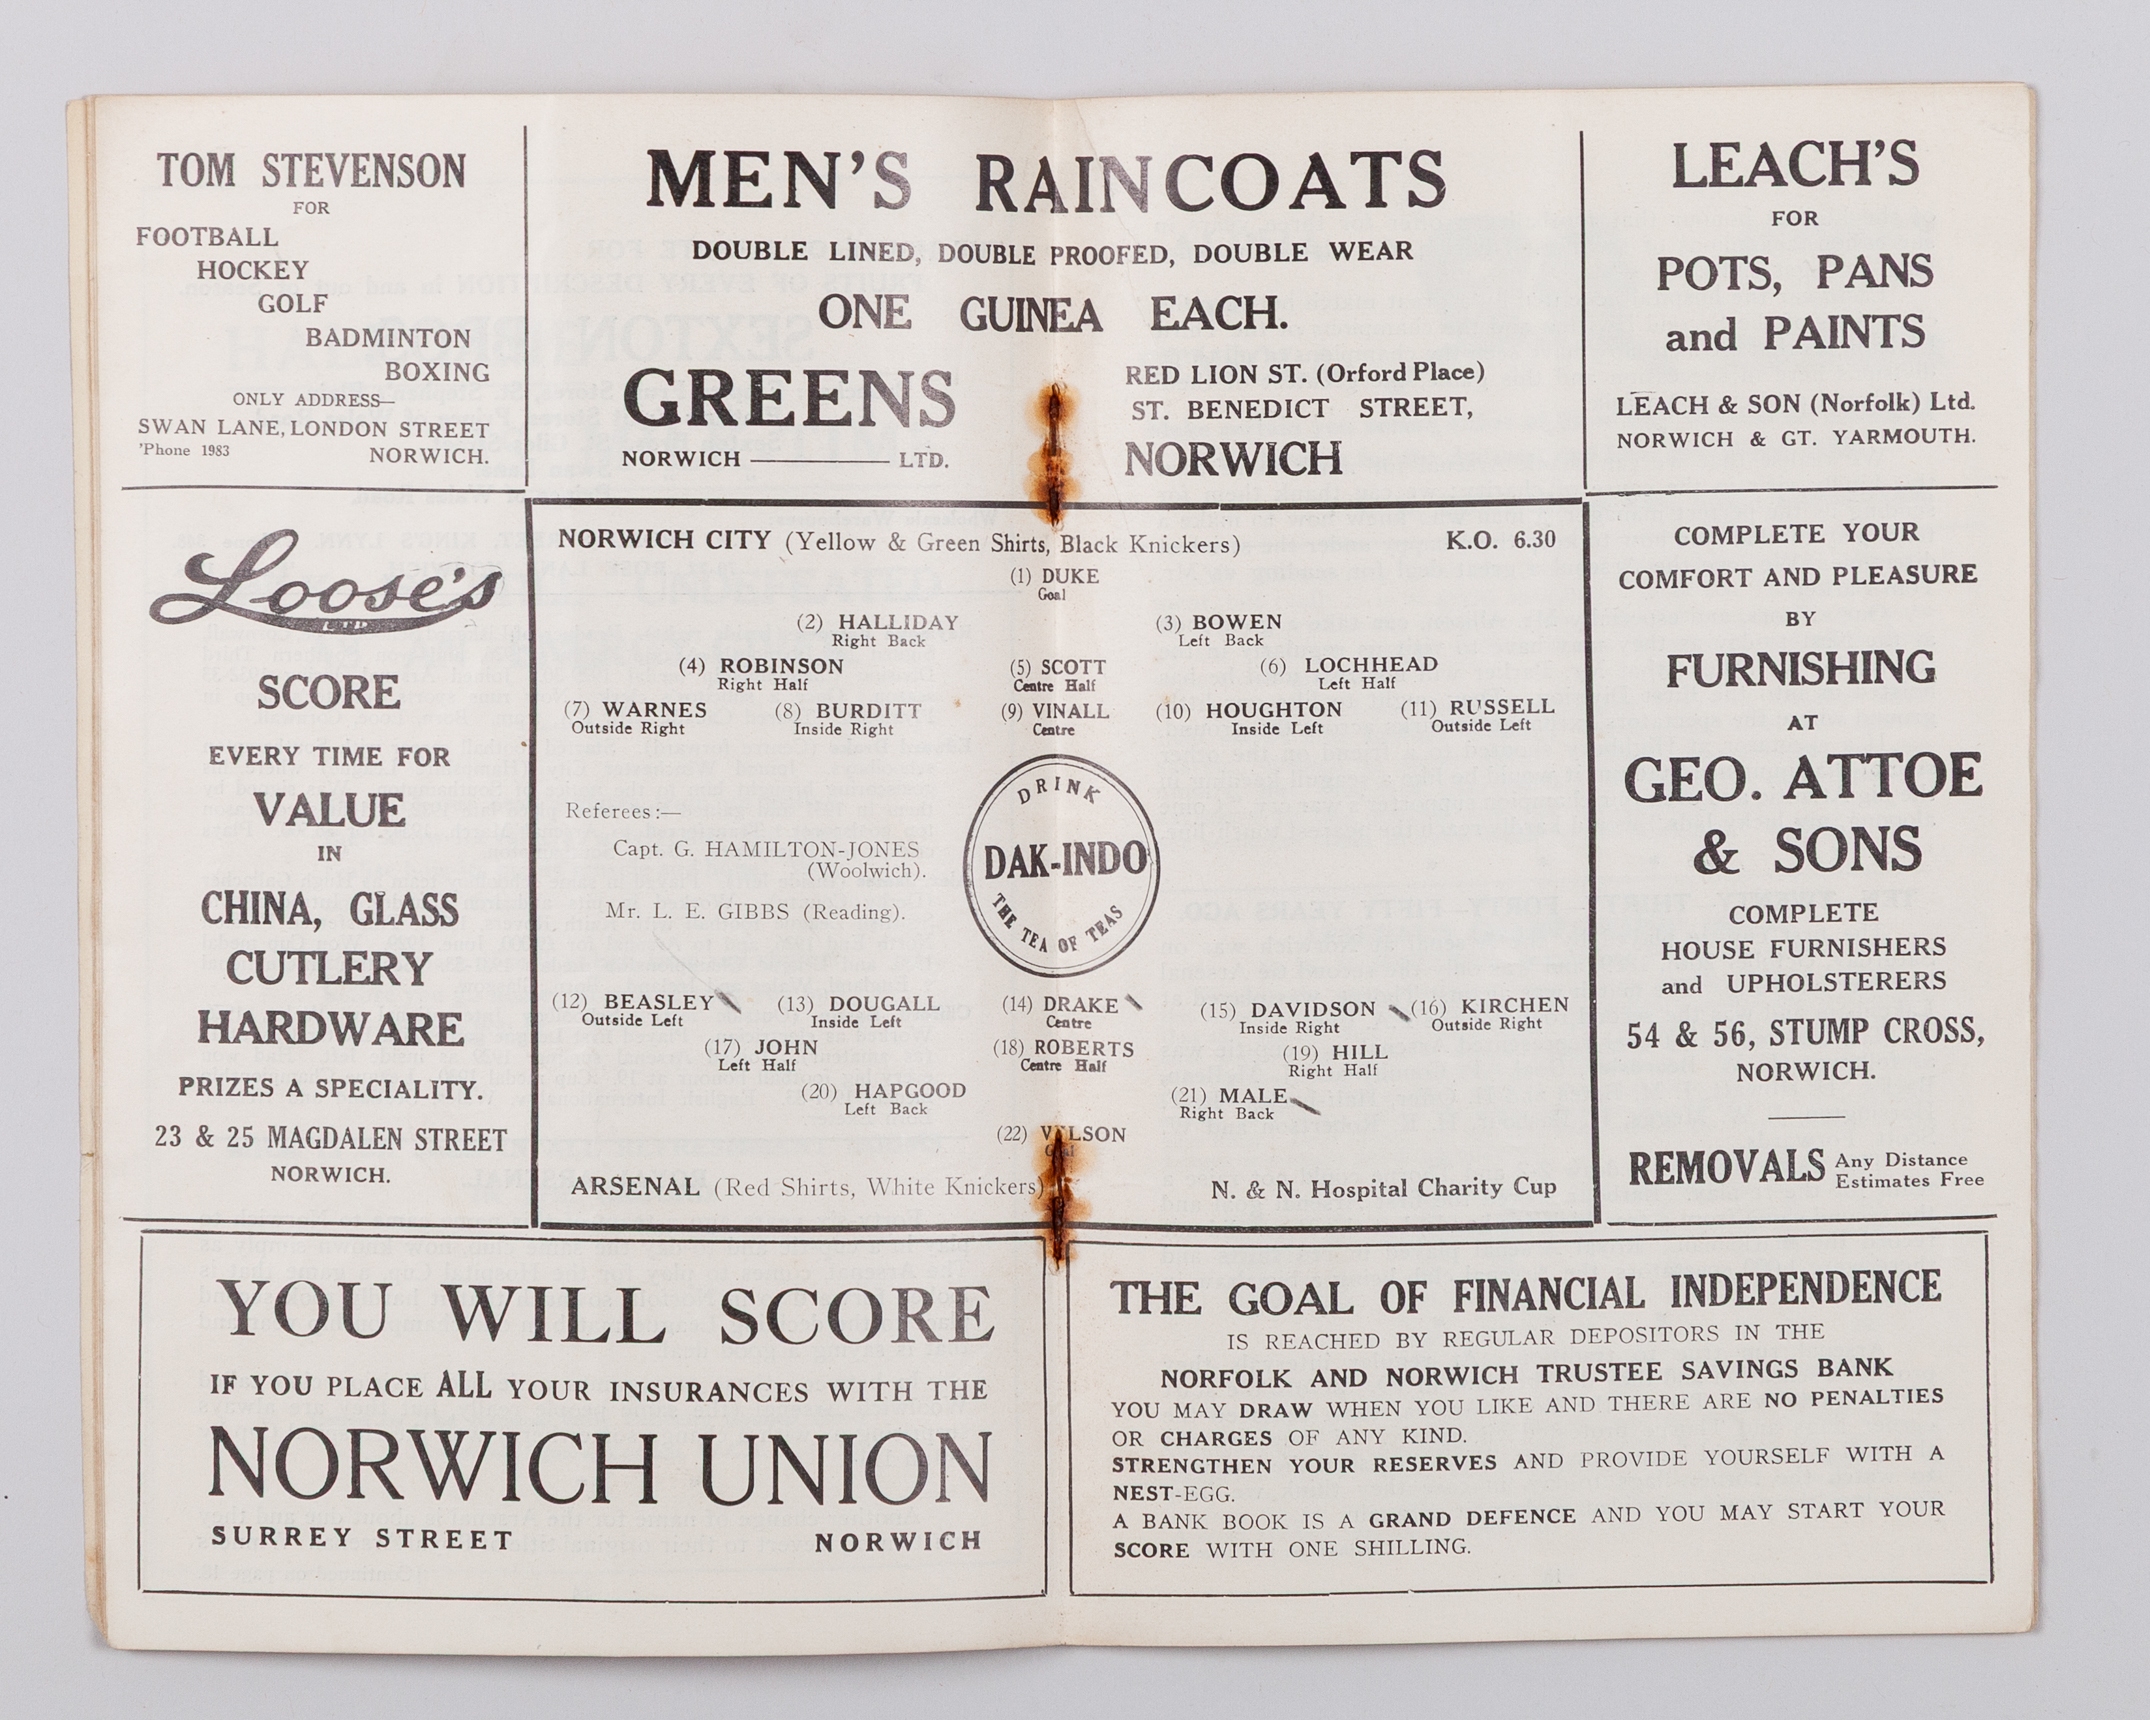 TOM STEVENSON
FOR
FOOTBALL
HOCKEY
GOLF
BADMINTON
BOXING
ONLY ADDRESS—
SWAN LANE, LONDON STREET
'Phone 1983 NORWICH.
MEN'S RAINCOATS
DOUBLE LINED, DOUBLE PROOFED, DOUBLE WEAR
ONE GUINEA EACH.
GREENS
NORWICH ———— LTD.
RED LION ST. (Orford Place)
ST. BENEDICT STREET,
NORWICH
LEACH'S
FOR
POTS, PANS
and PAINTS
LEACH & SON (Norfolk) Ltd.
NORWICH & GT. YARMOUTH.
Loose's
LTD
SCORE
EVERY TIME FOR
VALUE
IN
CHINA, GLASS
CUTLERY
HARDWARE
PRIZES A SPECIALITY.
23 & 25 MAGDALEN STREET
NORWICH.
NORWICH CITY (Yellow & Green Shirts, Black Knickers) K.O. 6.30
(1) DUKE
Goal
(2) HALLIDAY (3) BOWEN
Right Back Left Back
(4) ROBINSON (5) SCOTT (6) LOCHHEAD
Right Half Centre Half Left Half
(7) WARNES (8) BURDITT (9) VINALL (10) HOUGHTON (11) RUSSELL
Outside Right Inside Right Centre Inside Left Outside Left
Referees:—
Capt. G. HAMILTON-JONES
(Woolwich).
Mr. L. E. GIBBS (Reading).
DRINK
DAK-INDO
THE TEA OF TEAS
(12) BEASLEY (13) DOUGALL (14) DRAKE (15) DAVIDSON (16) KIRCHEN
Outside Left Inside Left Centre Inside Right Outside Right
(17) JOHN (18) ROBERTS (19) HILL
Left Half Centre Half Right Half
(20) HAPGOOD (21) MALE
Left Back Right Back
(22)
ARSENAL (Red Shirts, White Knickers) N. & N. Hospital Charity Cup
COMPLETE YOUR
COMFORT AND PLEASURE
BY
FURNISHING
AT
GEO. ATTOE
& SONS
COMPLETE
HOUSE FURNISHERS
and UPHOLSTERERS
54 & 56, STUMP CROSS,
NORWICH.
REMOVALS Any Distance
Estimates Free
YOU WILL SCORE
IF YOU PLACE ALL YOUR INSURANCES WITH THE
NORWICH UNION
SURREY STREET NORWICH
THE GOAL OF FINANCIAL INDEPENDENCE
IS REACHED BY REGULAR DEPOSITORS IN THE
NORFOLK AND NORWICH TRUSTEE SAVINGS BANK
YOU MAY DRAW WHEN YOU LIKE AND THERE ARE NO PENALTIES
OR CHARGES OF ANY KIND.
STRENGTHEN YOUR RESERVES AND PROVIDE YOURSELF WITH A
NEST-EGG.
A BANK BOOK IS A GRAND DEFENCE AND YOU MAY START YOUR
SCORE WITH ONE SHILLING.